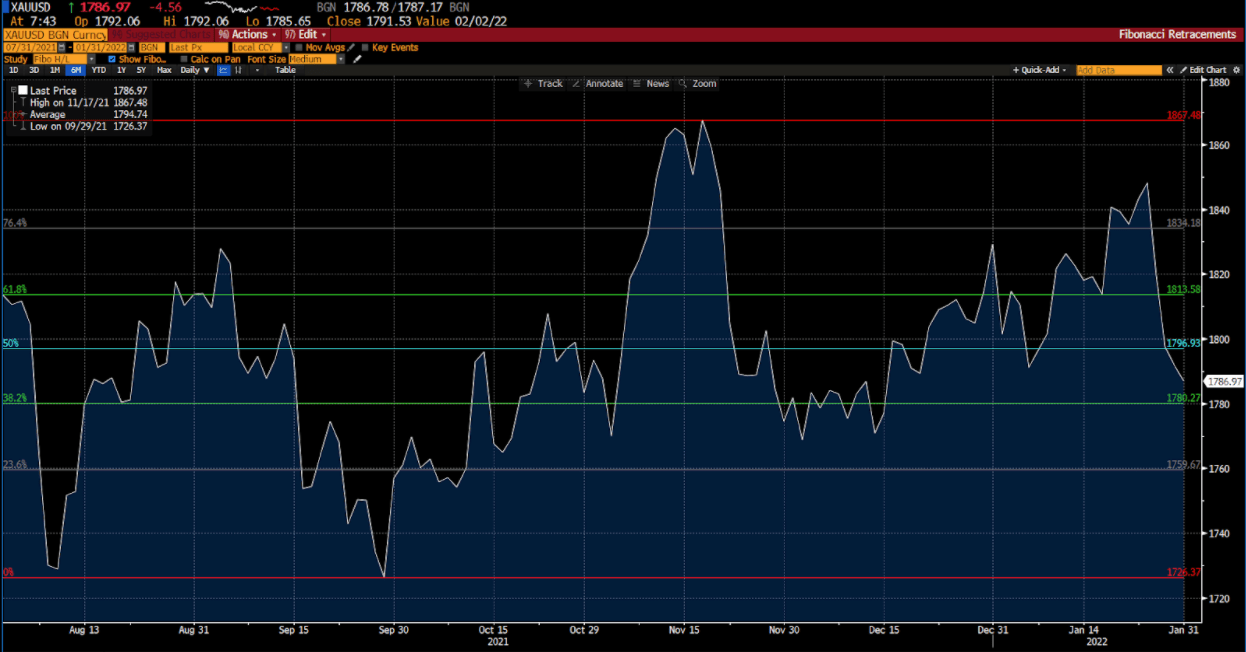 XAUUSD ↑ 1786.97 -4.56 BGN 1786.78/1787.17 BGN
At 7:43 Op 1792.06 Hi 1792.06 Lo 1785.65 Close 1791.53 Value 02/02/22
XAUUSD BGN Curncy 94 Suggested Charts 96 Actions 97 Edit Fibonacci Retracements
07/31/2021 - 01/31/2022 BGN Last Px Local CCY Mov Avgs Key Events
Study Fibo H/L Show Fibo... Calc on Pan Font Size Medium
1D 3D 1M 6M YTD 1Y 5Y Max Daily ▼ Table + Quick-Add Add Data « Edit Chart
Track Annotate News Zoom
Last Price 1786.97
High on 11/17/21 1867.48
Average 1794.74
Low on 09/29/21 1726.37
1880
100% 1867.48
1860
1840
76.4% 1834.18
1820
61.8% 1813.58
1800
50% 1796.93
1786.97
1780
38.2% 1780.27
1760
23.6% 1759.67
1740
0% 1726.37
1720
Aug 13 Aug 31 Sep 15 Sep 30 Oct 15 Oct 29 Nov 15 Nov 30 Dec 15 Dec 31 Jan 14 Jan 31
2021 2022